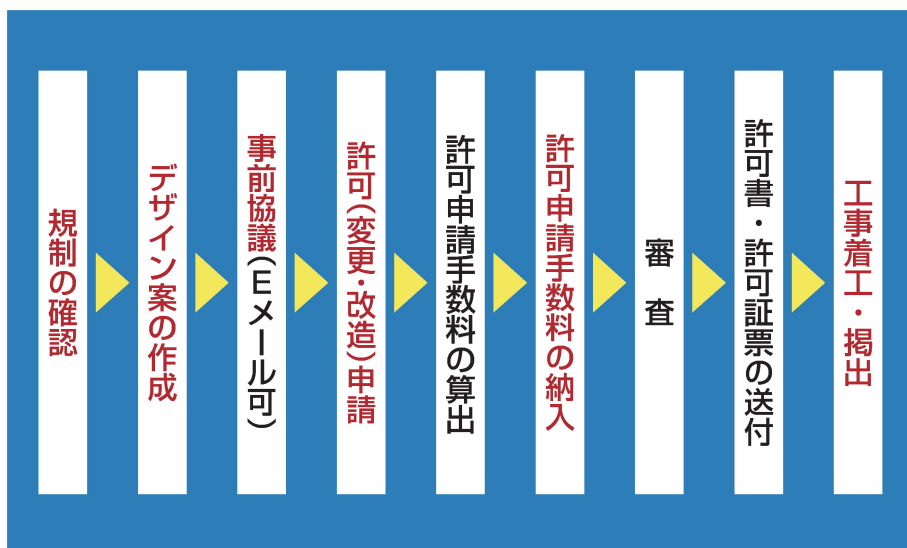 規制の確認
デザイン案の作成
事前協議(Eメール可)
許可(変更・改造)申請
許可申請手数料の算出
許可申請手数料の納入
審　査
許可書・許可証票の送付
工事着工・掲出